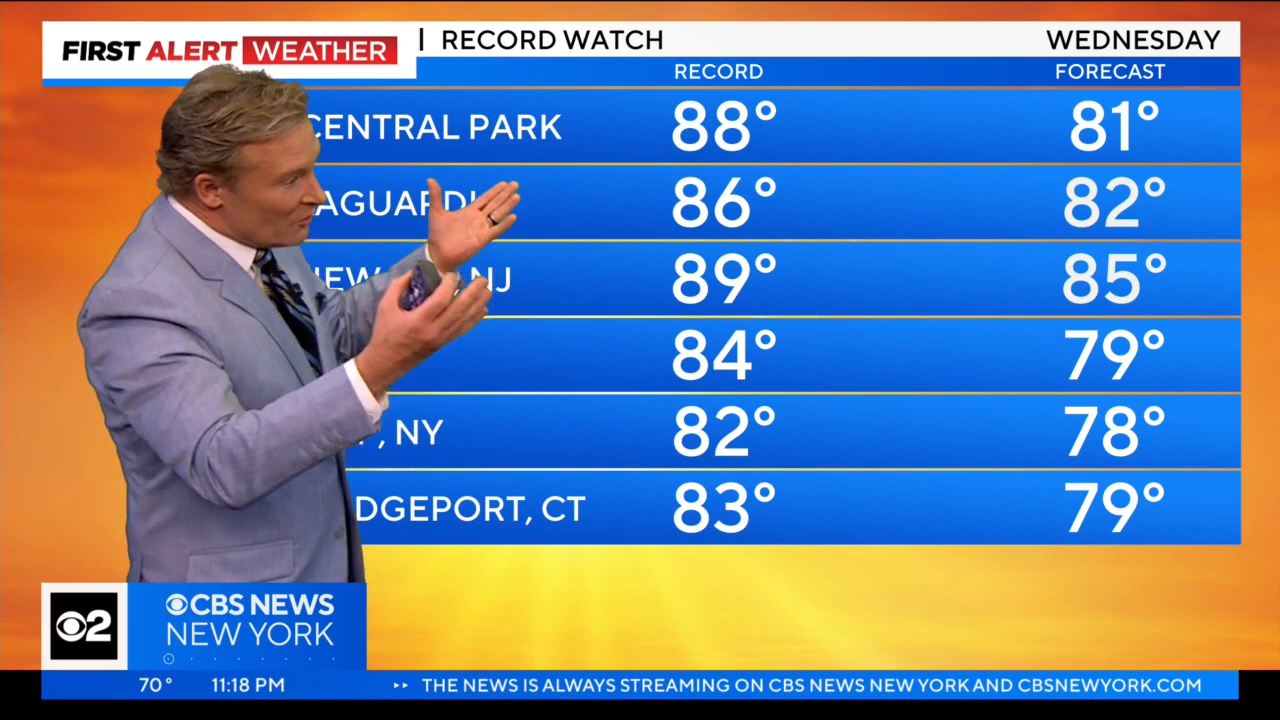 FIRST ALERT WEATHER | RECORD WATCH WEDNESDAY
RECORD FORECAST
CENTRAL PARK 88° 81°
AGUARDI 86° 82°
NJ 89° 85°
84° 79°
, NY 82° 78°
DGEPORT, CT 83° 79°
2 CBS NEWS
NEW YORK
70° 11:18 PM THE NEWS IS ALWAYS STREAMING ON CBS NEWS NEW YORK AND CBSNEWYORK.COM